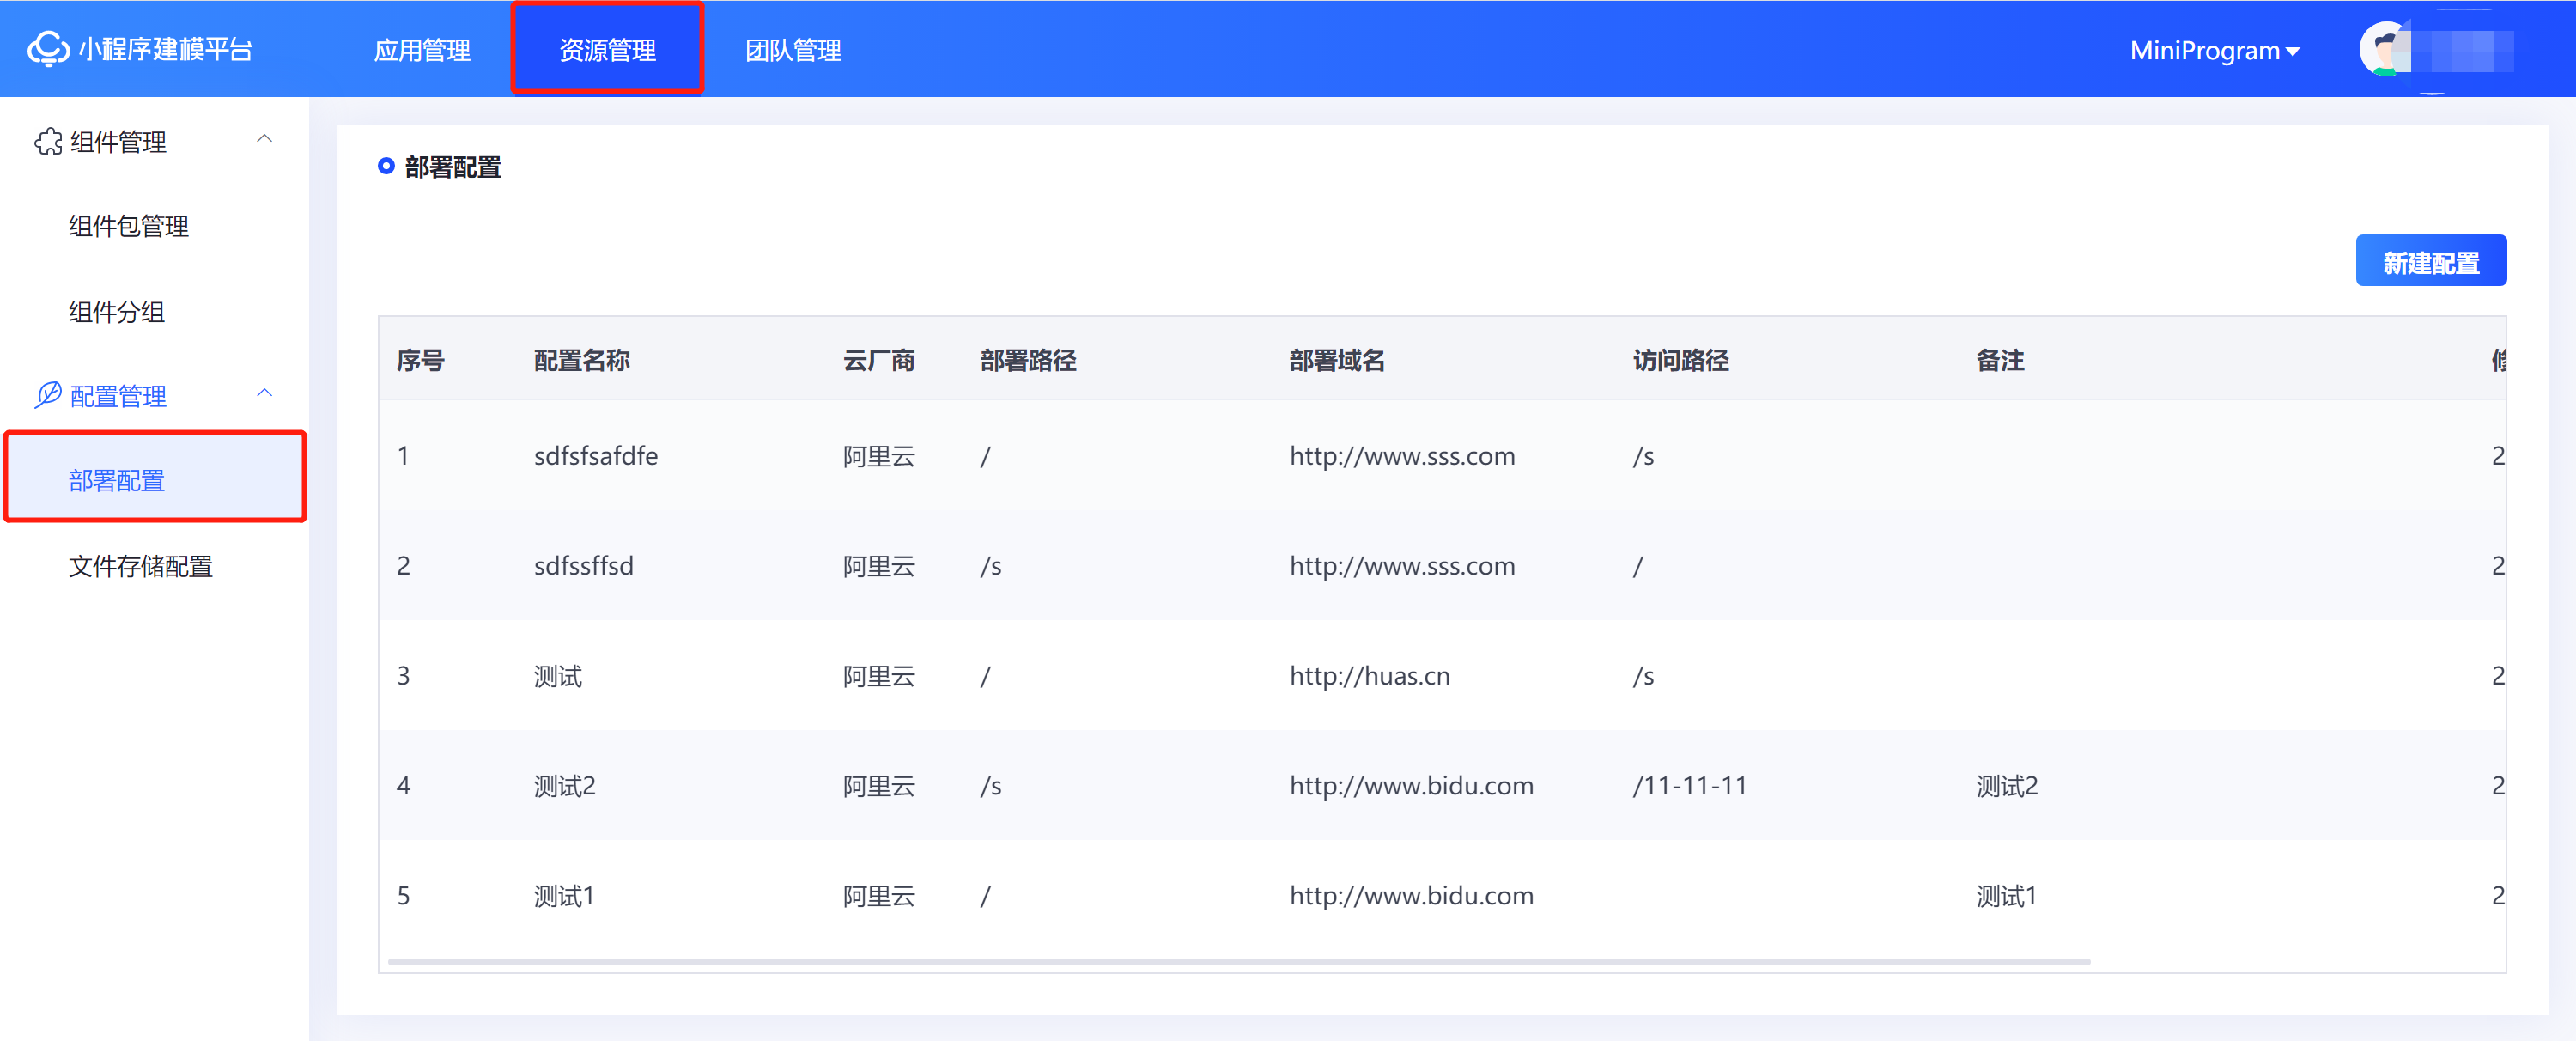 小程序建模平台 应用管理 资源管理 团队管理 MiniProgram
组件管理
组件包管理
组件分组
配置管理
部署配置
文件存储配置
部署配置
新建配置
序号 配置名称 云厂商 部署路径 部署域名 访问路径 备注
1 sdfsfsafdfe 阿里云 / http://www.sss.com /s 2
2 sdfssffsd 阿里云 /s http://www.sss.com / 2
3 测试 阿里云 / http://huas.cn /s 2
4 测试2 阿里云 /s http://www.bidu.com /11-11-11 测试2 2
5 测试1 阿里云 / http://www.bidu.com 测试1 2